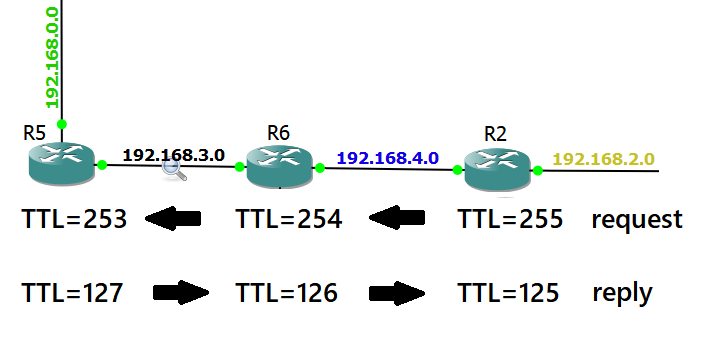 192.168.0.0
R5
R6
R2
192.168.3.0
192.168.4.0
192.168.2.0
TTL=253 TTL=254 TTL=255 request
TTL=127 TTL=126 TTL=125 reply